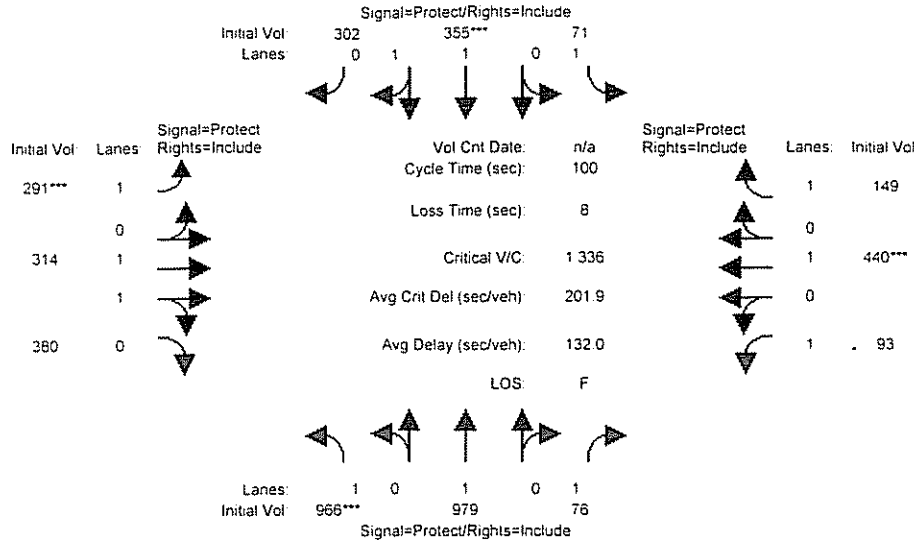 Signal=Protect/Rights=Include
Initial Vol: 302 355*** 71
Lanes: 0 1 1 0 1
Signal=Protect
Initial Vol: Lanes: Rights=Include
Vol Cnt Date: n/a
Signal=Protect
Rights=Include Lanes: Initial Vol
Cycle Time (sec): 100
291*** 1
1 149
Loss Time (sec): 8
0
0
314 1
Critical V/C: 1 336
1 440***
1
Avg Crit Del (sec/veh): 201.9
0
380 0
Avg Delay (sec/veh): 132.0
1 93
LOS: F
Lanes: 1 0 1 0 1
Initial Vol: 966*** 979 76
Signal=Protect/Rights=Include